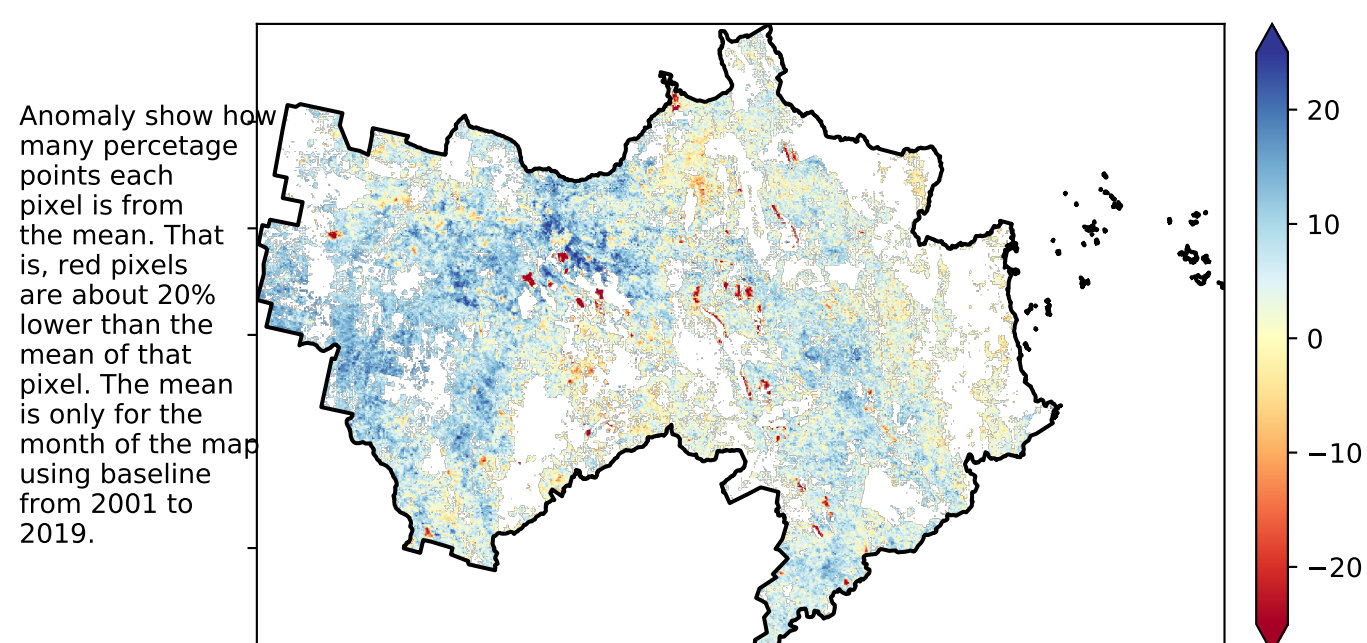 Anomaly show how
many percetage
points each
pixel is from
the mean. That
is, red pixels
are about 20%
lower than the
mean of that
pixel. The mean
is only for the
month of the map
using baseline
from 2001 to
2019.
20
10
0
−10
−20